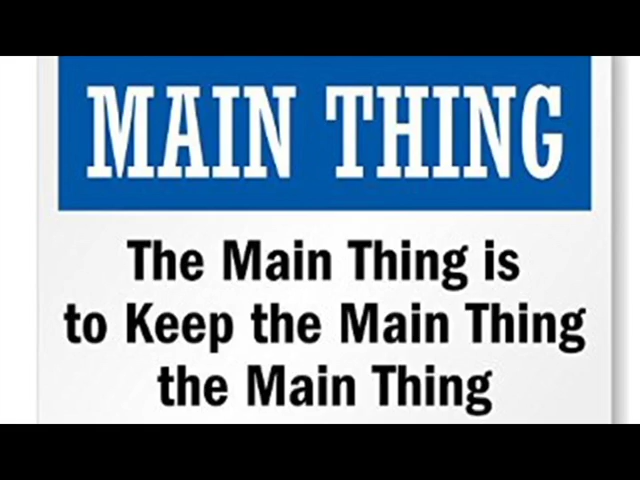 MAIN THING
The Main Thing is
to Keep the Main Thing
the Main Thing